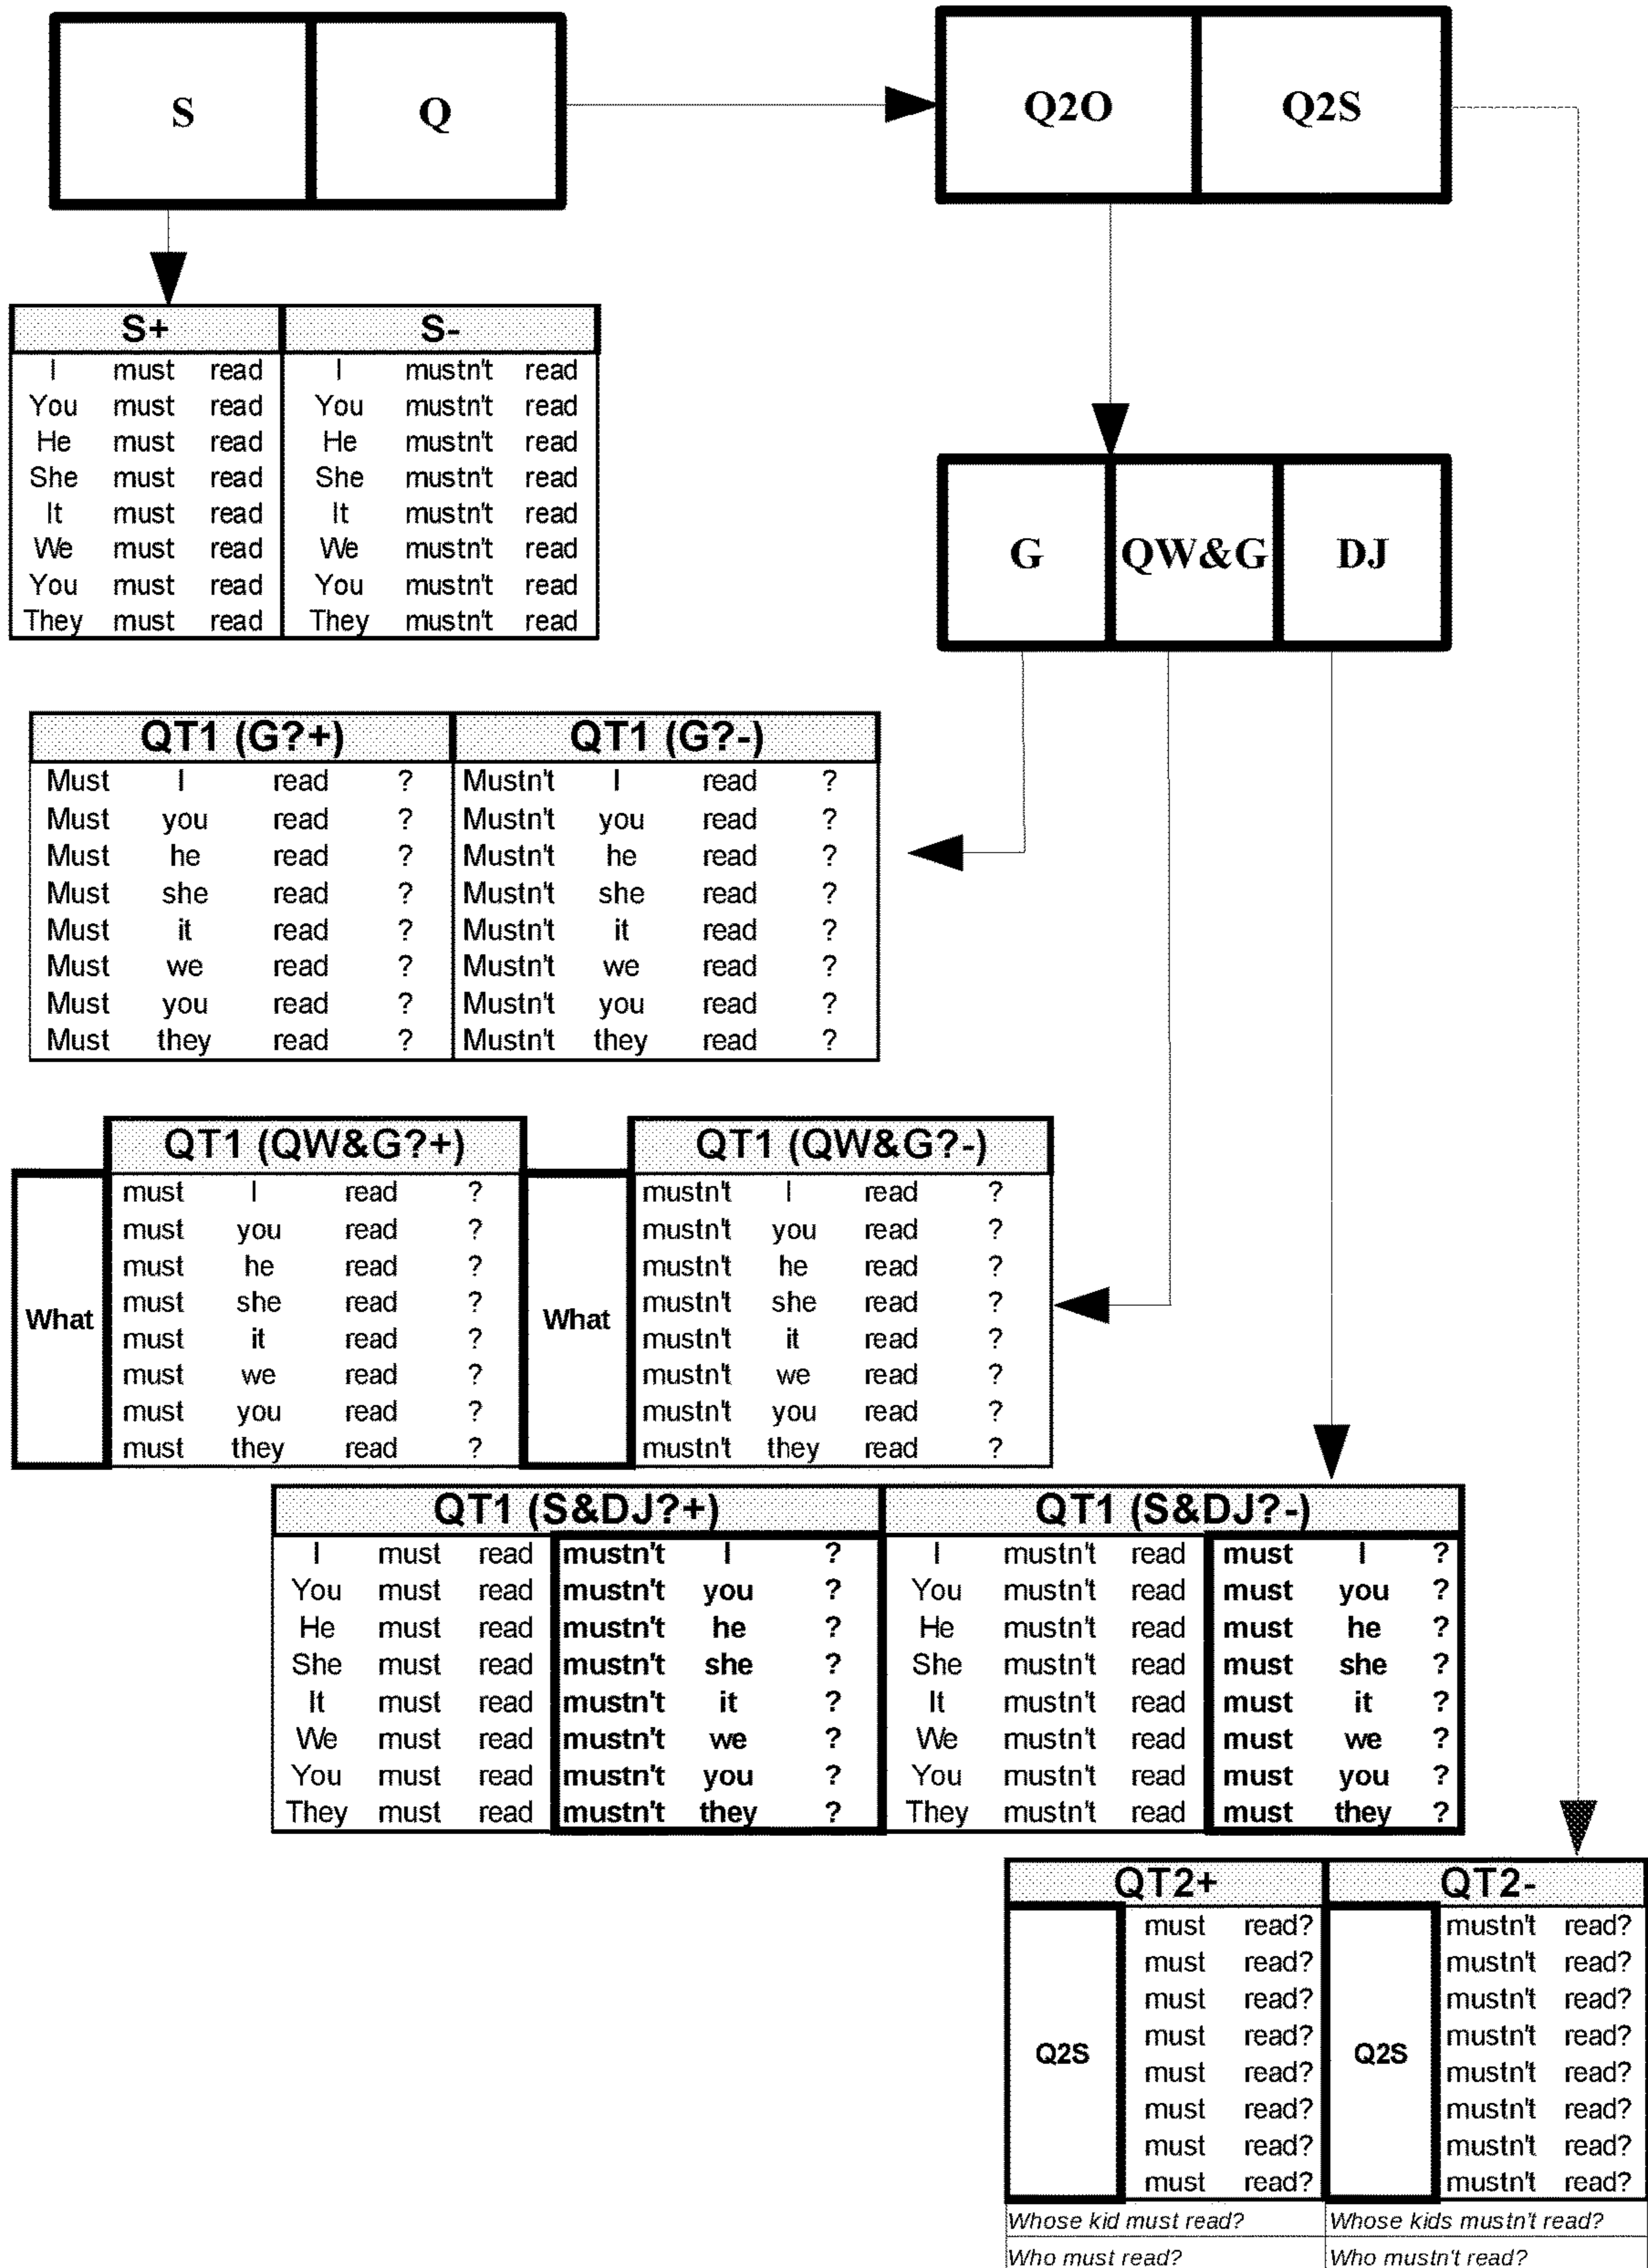 S Q Q2O Q2S
S+ S-
I must read I mustn't read
You must read You mustn't read
He must read He mustn't read
She must read She mustn't read
It must read It mustn't read
We must read We mustn't read
You must read You mustn't read
They must read They mustn't read
G QW&G DJ
QT1 (G?+) QT1 (G?-)
Must I read ? Mustn't I read ?
Must you read ? Mustn't you read ?
Must he read ? Mustn't he read ?
Must she read ? Mustn't she read ?
Must it read ? Mustn't it read ?
Must we read ? Mustn't we read ?
Must you read ? Mustn't you read ?
Must they read ? Mustn't they read ?
QT1 (QW&G?+) QT1 (QW&G?-)
What What
must I read ? mustn't I read ?
must you read ? mustn't you read ?
must he read ? mustn't he read ?
must she read ? mustn't she read ?
must it read ? mustn't it read ?
must we read ? mustn't we read ?
must you read ? mustn't you read ?
must they read ? mustn't they read ?
QT1 (S&DJ?+) QT1 (S&DJ?-)
I must read mustn't I ? I mustn't read must I ?
You must read mustn't you ? You mustn't read must you ?
He must read mustn't he ? He mustn't read must he ?
She must read mustn't she ? She mustn't read must she ?
It must read mustn't it ? It mustn't read must it ?
We must read mustn't we ? We mustn't read must we ?
You must read mustn't you ? You mustn't read must you ?
They must read mustn't they ? They mustn't read must they ?
QT2+ QT2-
Q2S Q2S
must read? mustn't read?
must read? mustn't read?
must read? mustn't read?
must read? mustn't read?
must read? mustn't read?
must read? mustn't read?
must read? mustn't read?
must read? mustn't read?
Whose kid must read? Whose kids mustn't read?
Who must read? Who mustn't read?